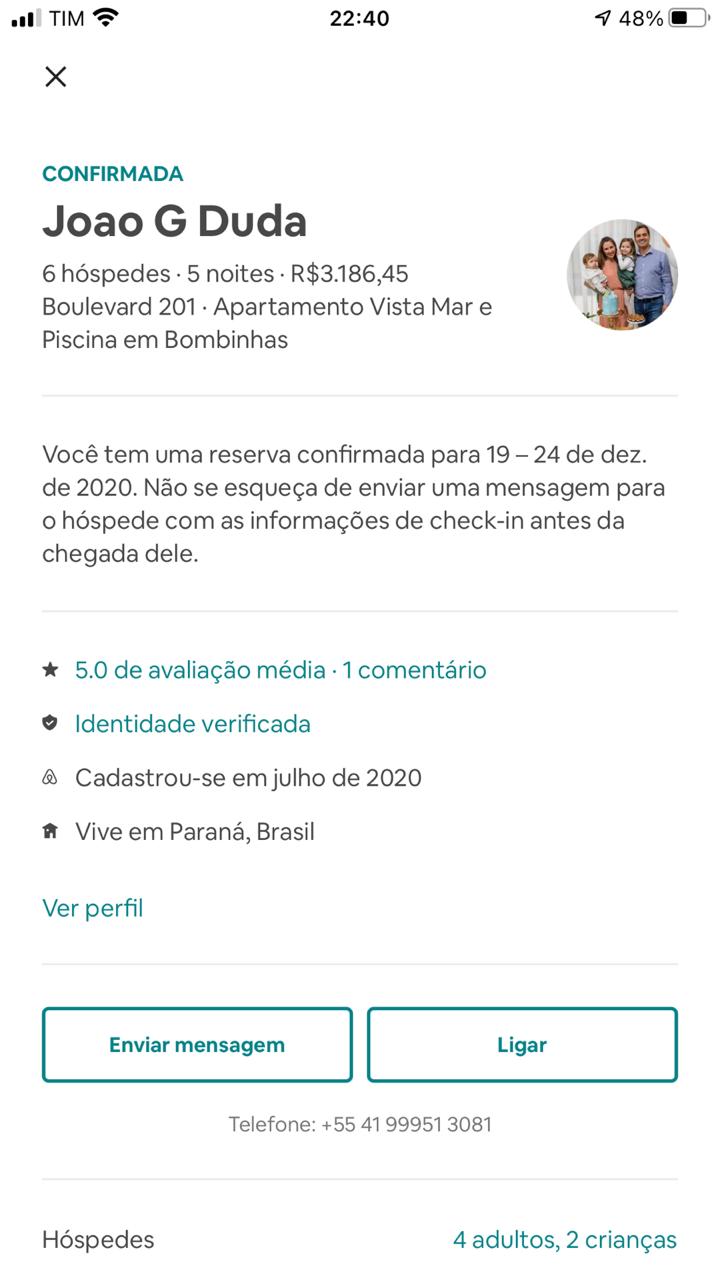 TIM 22:40 48%
CONFIRMADA
Joao G Duda
6 hóspedes · 5 noites · R$3.186,45
Boulevard 201 · Apartamento Vista Mar e
Piscina em Bombinhas
Você tem uma reserva confirmada para 19 – 24 de dez.
de 2020. Não se esqueça de enviar uma mensagem para
o hóspede com as informações de check-in antes da
chegada dele.
5.0 de avaliação média · 1 comentário
Identidade verificada
Cadastrou-se em julho de 2020
Vive em Paraná, Brasil
Ver perfil
Enviar mensagem Ligar
Telefone: +55 41 99951 3081
Hóspedes 4 adultos, 2 crianças